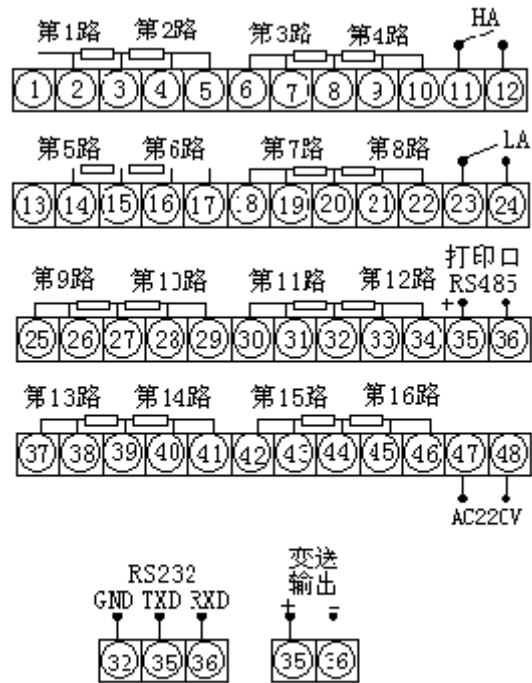 第1路 第2路 第3路 第4路 HA
1 2 3 4 5 6 7 8 9 10 11 12
第5路 第6路 第7路 第8路 LA
13 14 15 16 17 18 19 20 21 22 23 24
打印口
第9路 第10路 第11路 第12路 + RS485
25 26 27 28 29 30 31 32 33 34 35 36
第13路 第14路 第15路 第16路
37 38 39 40 41 42 43 44 45 46 47 48
AC220V
RS232 变送
GND TXD RXD 输出
+ -
32 35 36 35 36